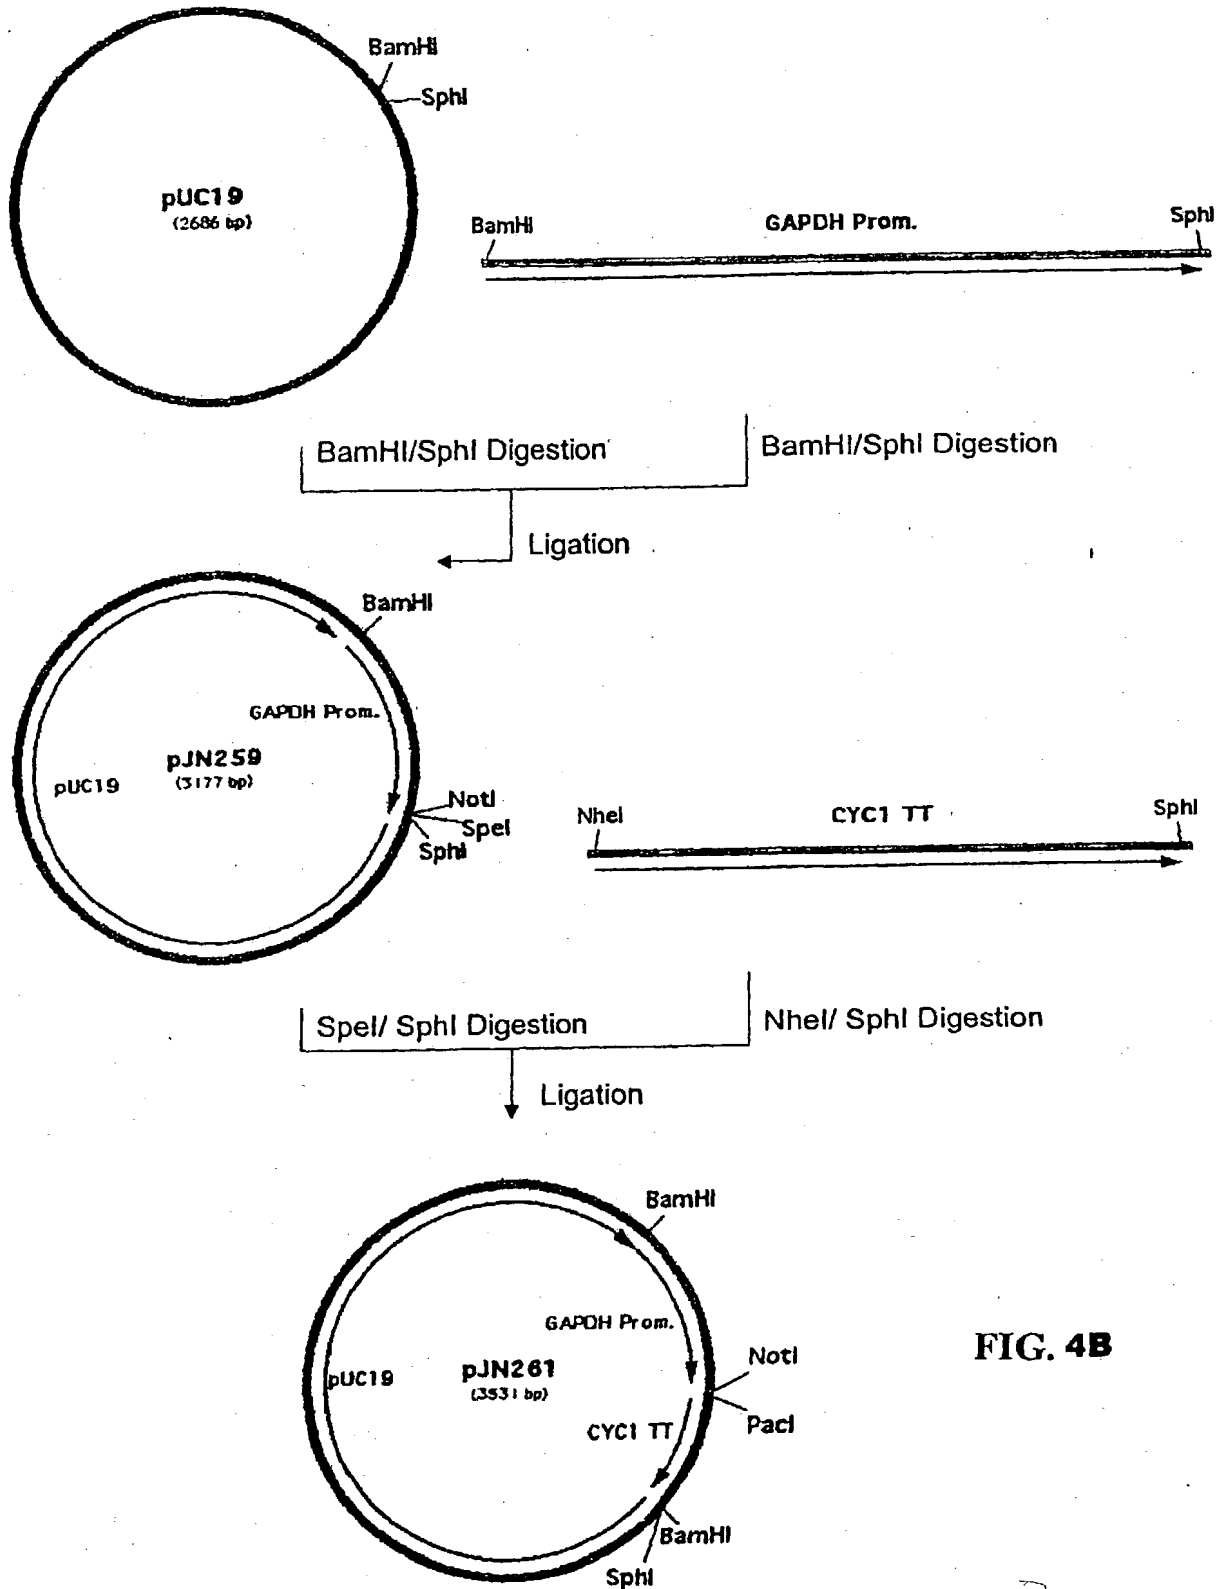 BamHI
SphI
pUC19
(2686 bp)
BamHI
GAPDH Prom.
SphI
BamHI/SphI Digestion
BamHI/SphI Digestion
Ligation
BamHI
GAPDH Prom.
pJN259
(3177 bp)
pUC19
NotI
SpeI
SphI
NheI
CYC1 TT
SphI
SpeI/ SphI Digestion
NheI/ SphI Digestion
Ligation
BamHI
GAPDH Prom.
pUC19
pJN261
(3531 bp)
NotI
PacI
CYC1 TT
BamHI
SphI
FIG. 4B